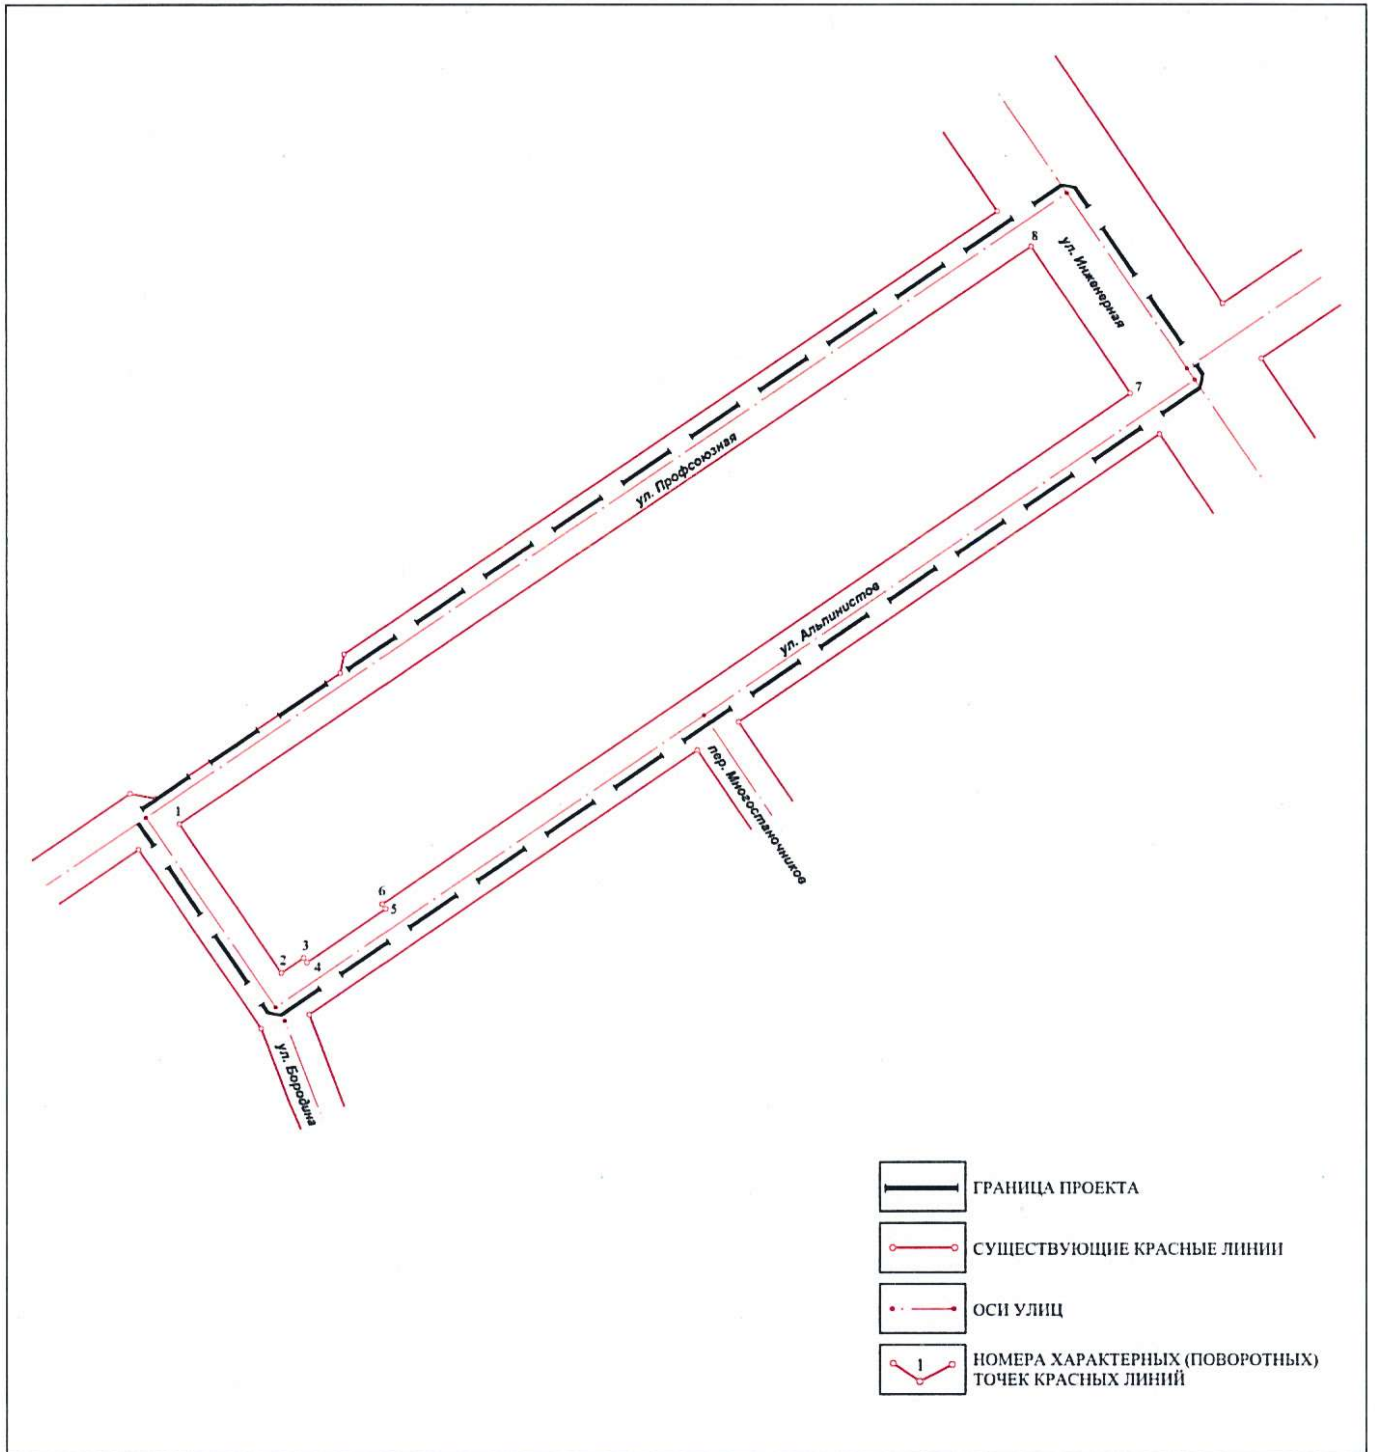 8
ул. Инженерная
7
ул. Профсоюзная
ул. Альпинистов
пер. Многостаночников
1
6
5
3
4
2
ул. Бородина
ГРАНИЦА ПРОЕКТА
СУЩЕСТВУЮЩИЕ КРАСНЫЕ ЛИНИИ
ОСИ УЛИЦ
1
НОМЕРА ХАРАКТЕРНЫХ (ПОВОРОТНЫХ)
ТОЧЕК КРАСНЫХ ЛИНИЙ